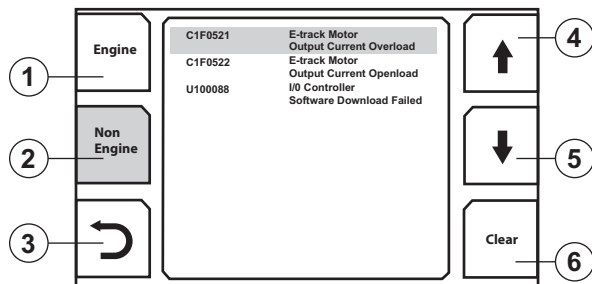 Engine
Non
Engine
C1F0521 E-track Motor
Output Current Overload
C1F0522 E-track Motor
Output Current Openload
U100088 I/0 Controller
Software Download Failed
Clear
1
2
3
4
5
6